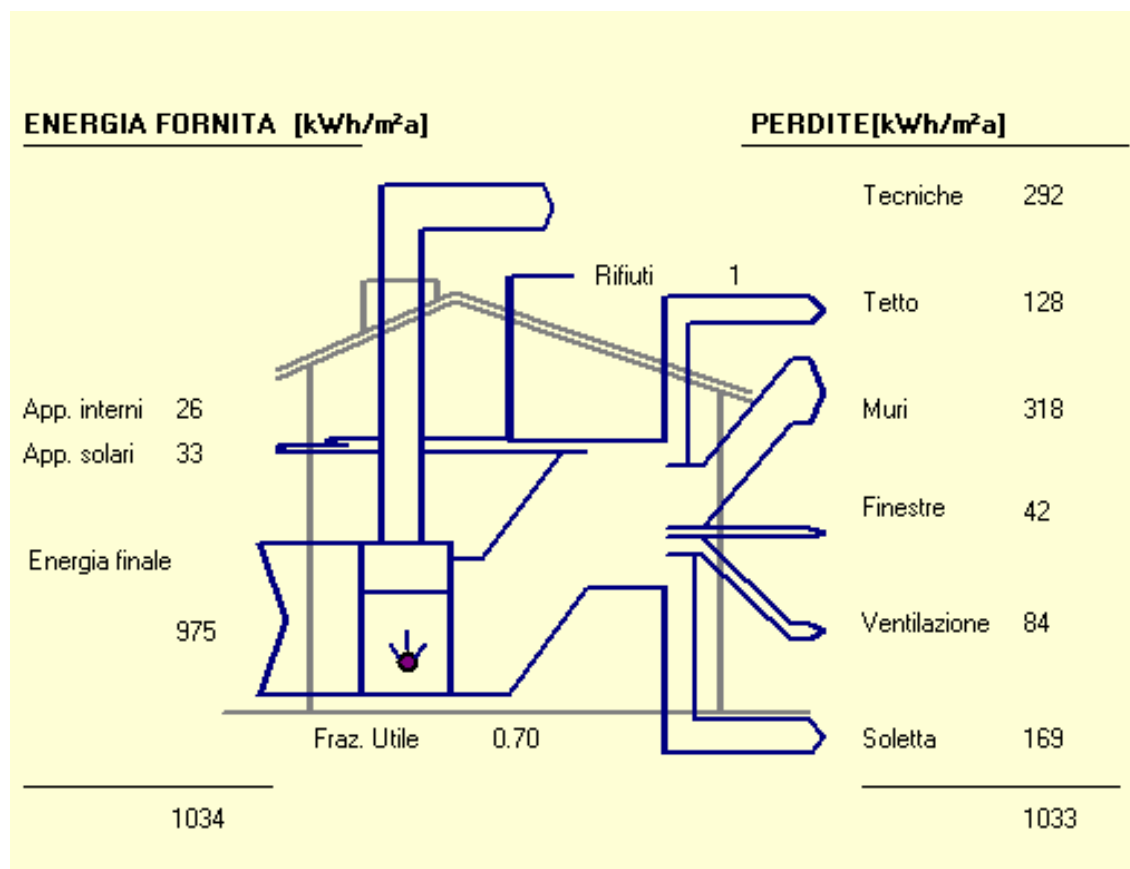 ENERGIA FORNITA [kWh/m²a]
PERDITE[kWh/m²a]
Tecniche 292
Rifiuti 1
Tetto 128
App. interni 26
Muri 318
App. solari 33
Finestre 42
Energia finale
975
Ventilazione 84
Fraz. Utile 0.70
Soletta 169
1034
1033